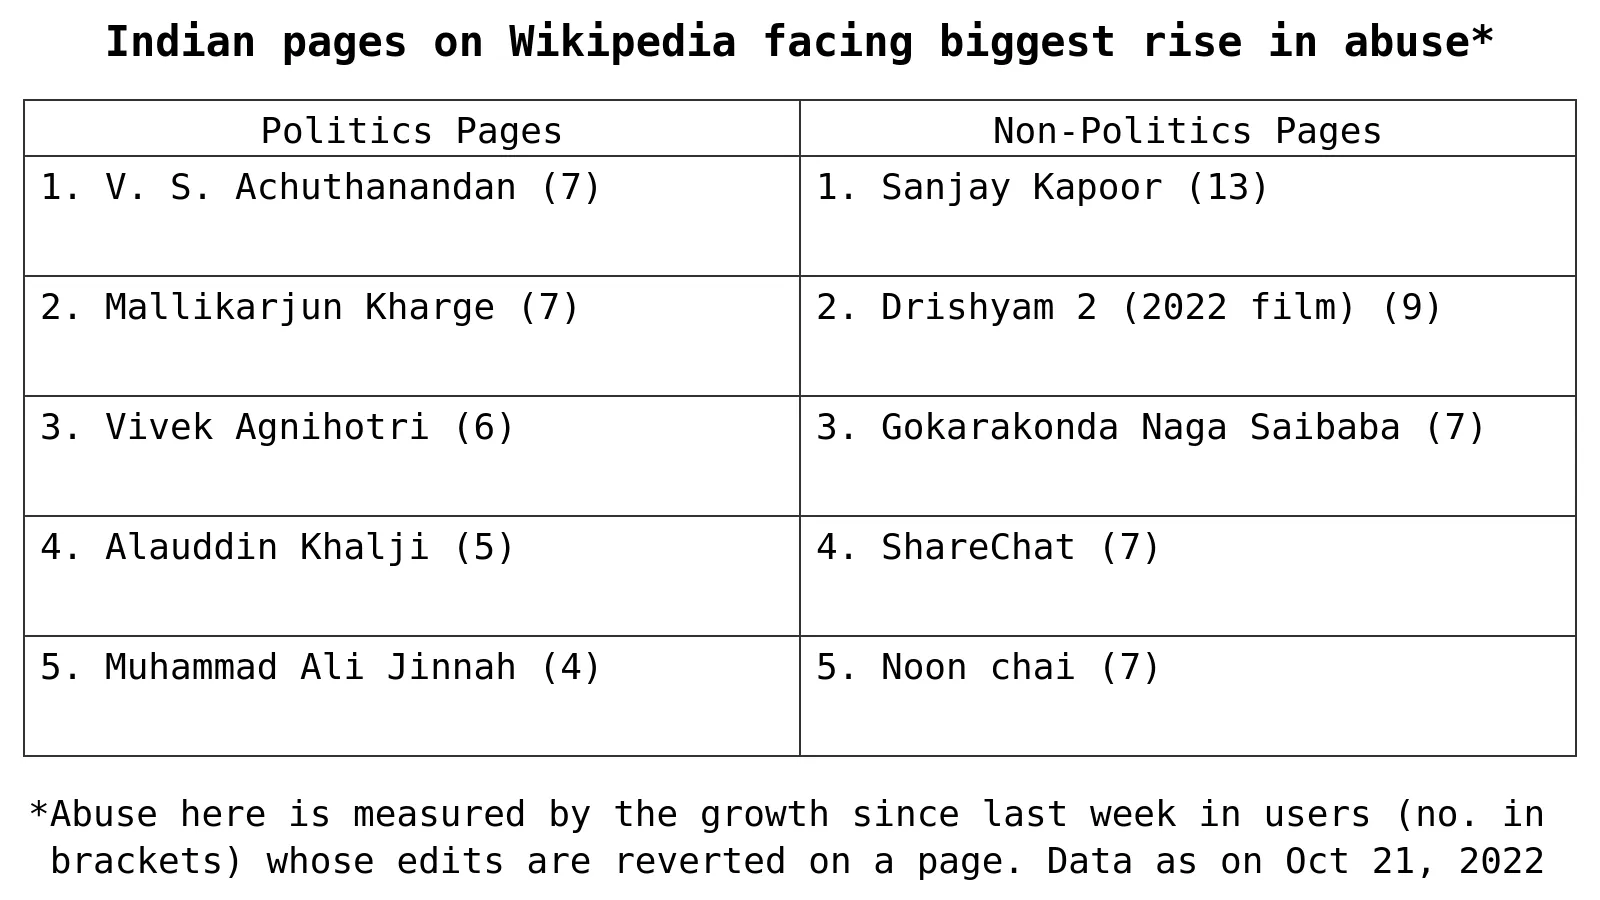 Indian pages on Wikipedia facing biggest rise in abuse*
Politics Pages
Non-Politics Pages
1. V. S. Achuthanandan (7)
1. Sanjay Kapoor (13)
2. Mallikarjun Kharge (7)
2. Drishyam 2 (2022 film) (9)
3. Vivek Agnihotri (6)
3. Gokarakonda Naga Saibaba (7)
4. Alauddin Khalji (5)
4. ShareChat (7)
5. Muhammad Ali Jinnah (4)
5. Noon chai (7)
*Abuse here is measured by the growth since last week in users (no. in
brackets) whose edits are reverted on a page. Data as on Oct 21, 2022